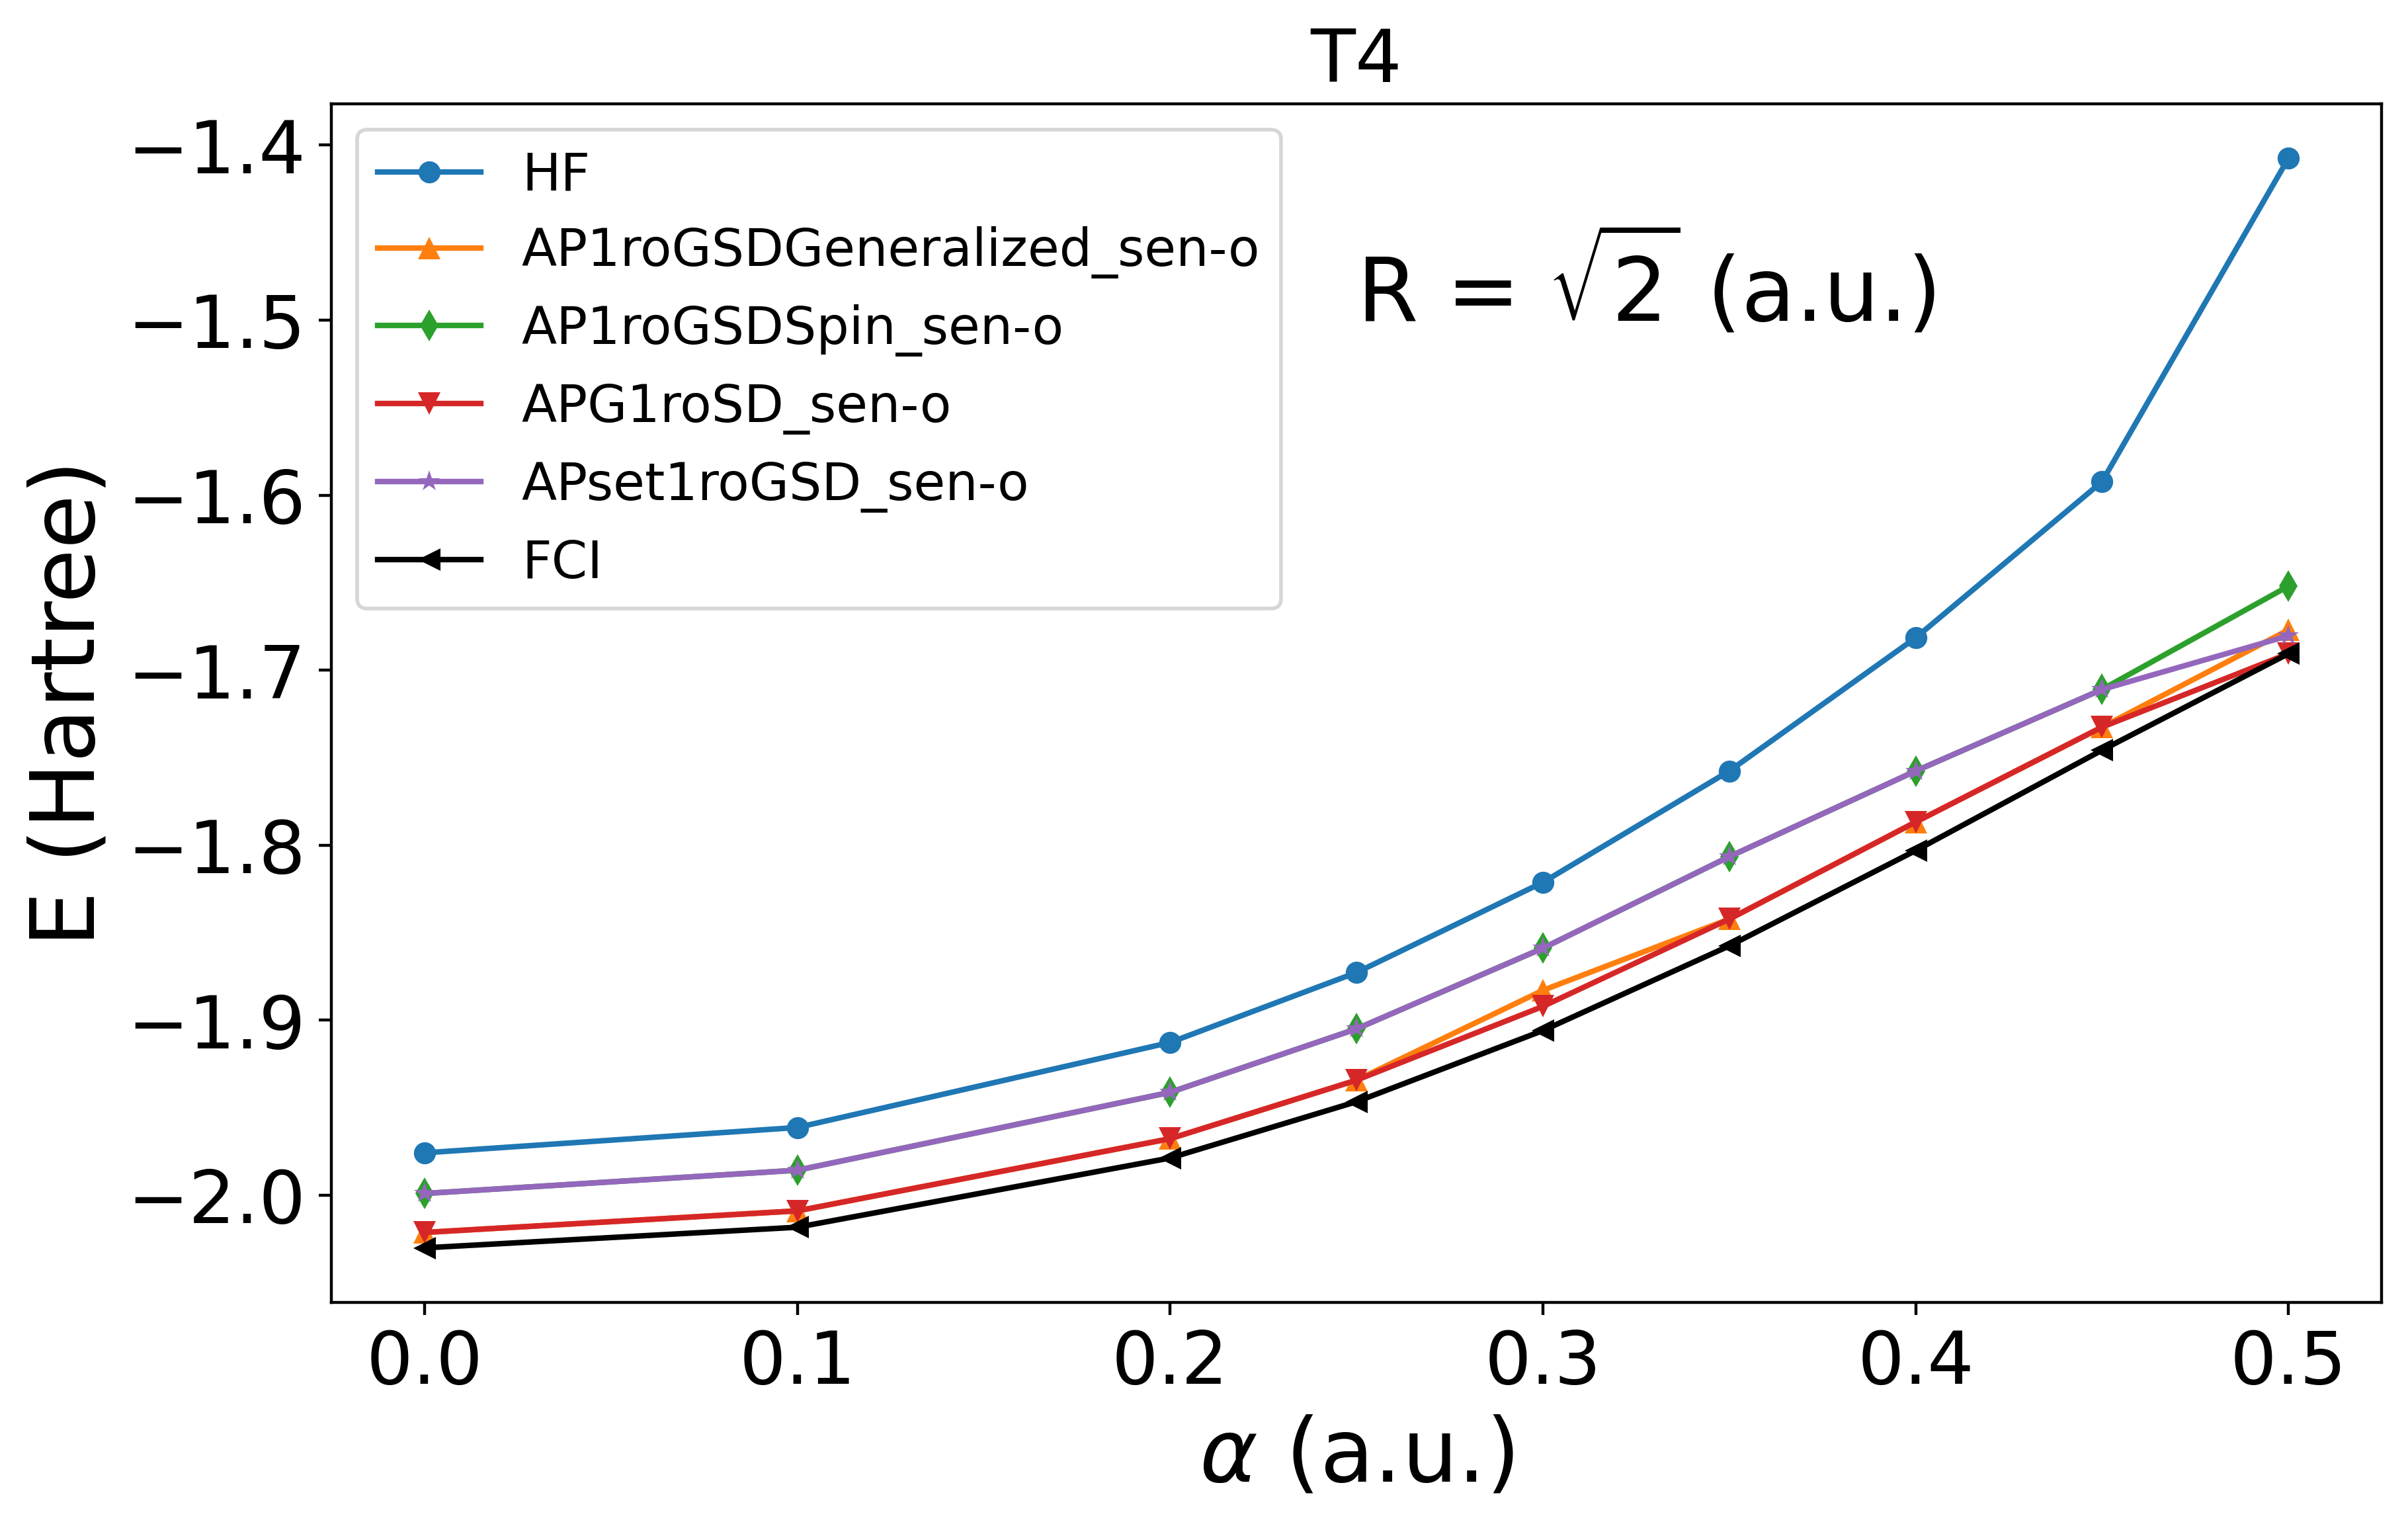 T4
R = √2 (a.u.)
HF
AP1roGSDGeneralized_sen-o
AP1roGSDSpin_sen-o
APG1roSD_sen-o
APset1roGSD_sen-o
FCI
E (Hartree)
−1.4
−1.5
−1.6
−1.7
−1.8
−1.9
−2.0
0.0 0.1 0.2 0.3 0.4 0.5
α (a.u.)